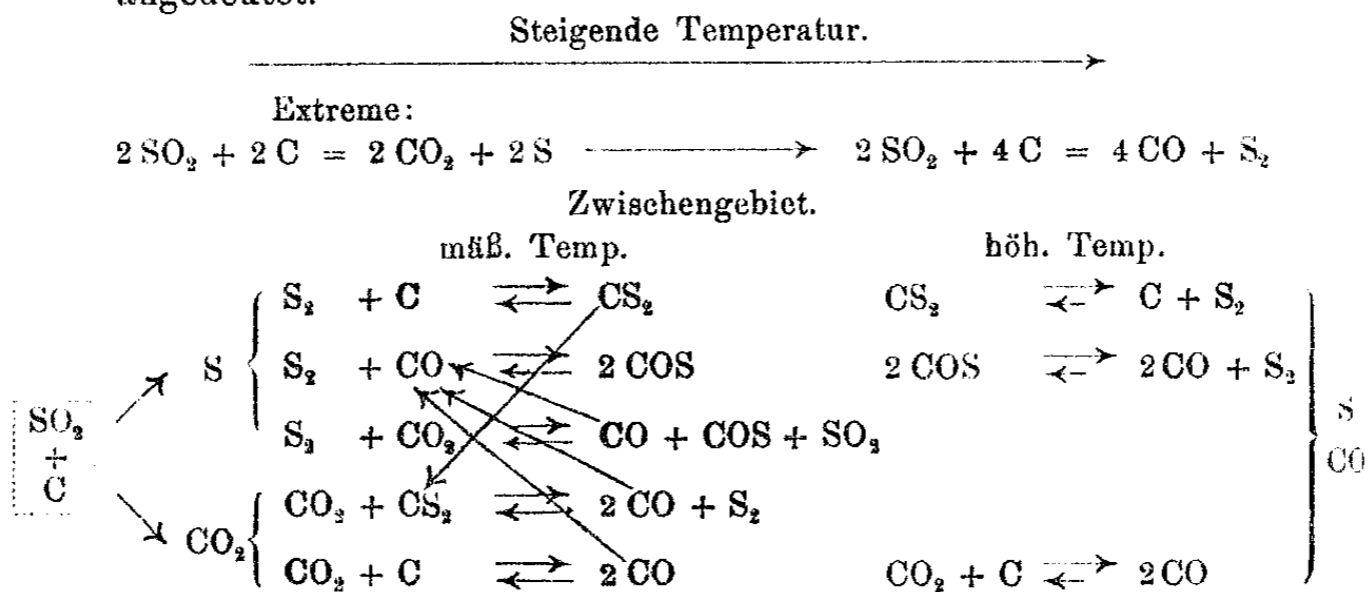 angedeutet.
Steigende Temperatur.
Extreme:
2 SO₂ + 2 C = 2 CO₂ + 2 S ⟶ 2 SO₂ + 4 C = 4 CO + S₂
Zwischengebiet.
mäß. Temp. höh. Temp.
S₂ + C ⇄ CS₂ CS₂ ⇄ C + S₂
S { S₂ + CO ⇄ 2 COS 2 COS ⇄ 2 CO + S₂
SO₂ + C
S₂ + CO₂ ⇄ CO + COS + SO₂
S CO
CO₂ + CS₂ ⇄ 2 CO + S₂
CO₂ { CO₂ + C ⇄ 2 CO CO₂ + C ⇄ 2 CO